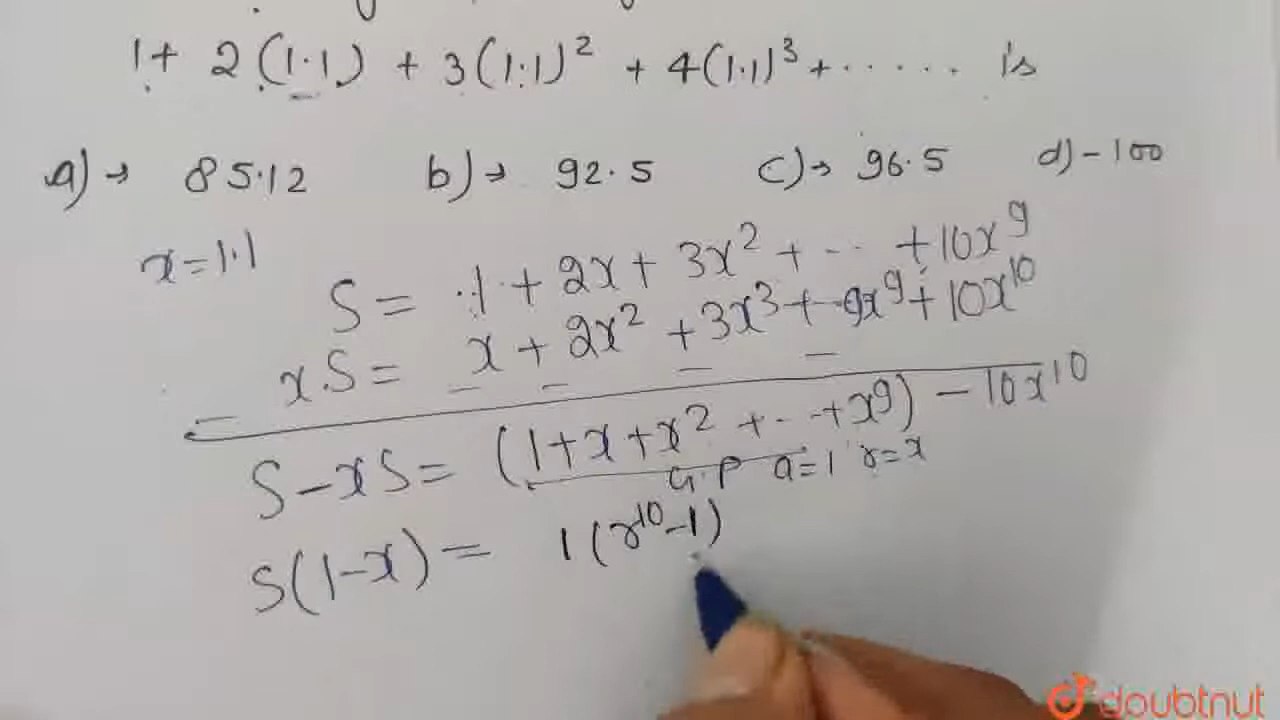 1+ 2(1.1) + 3(1.1)² + 4(1.1)³ + ...... is
a)→ 85.12 b)→ 92.5 c)→ 96.5 d)-100
x=1.1
S= 1 + 2x + 3x² + ... +10x⁹
x.S= x + 2x² + 3x³ + .. 9x⁹ + 10x¹⁰
S-xS= (1+x+x² + ... +x⁹) - 10x¹⁰
G.P a=1 r=x
S(1-x) = 1(r¹⁰-1)
doubtnut